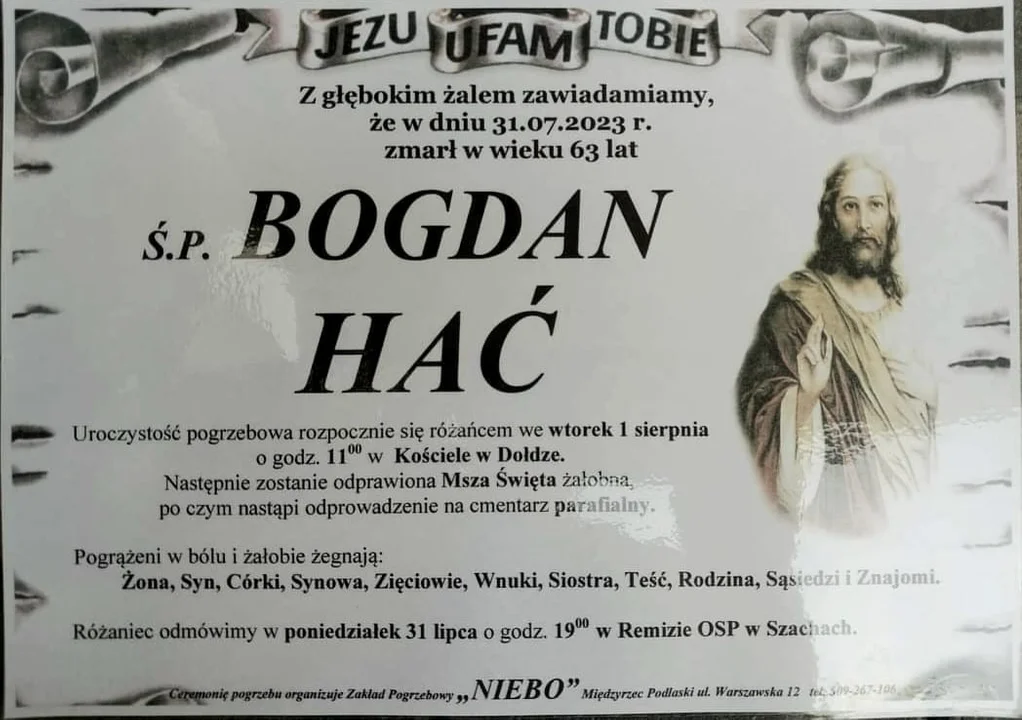 JEZU UFAM TOBIE
Z głębokim żalem zawiadamiamy,
że w dniu 31.07.2023 r.
zmarł w wieku 63 lat
Ś.P. BOGDAN
HAĆ
Uroczystość pogrzebowa rozpocznie się różańcem we wtorek 1 sierpnia
o godz. 11⁰⁰ w Kościele w Dołdze.
Następnie zostanie odprawiona Msza Święta żałobna,
po czym nastąpi odprowadzenie na cmentarz parafialny.
Pogrążeni w bólu i żałobie żegnają:
Żona, Syn, Córki, Synowa, Zięciowie, Wnuki, Siostra, Teść, Rodzina, Sąsiedzi i Znajomi.
Różaniec odmówimy w poniedziałek 31 lipca o godz. 19⁰⁰ w Remizie OSP w Szachach.
Ceremonię pogrzebu organizuje Zakład Pogrzebowy „NIEBO” Międzyrzec Podlaski ul. Warszawska 12 tel. 509-267-106